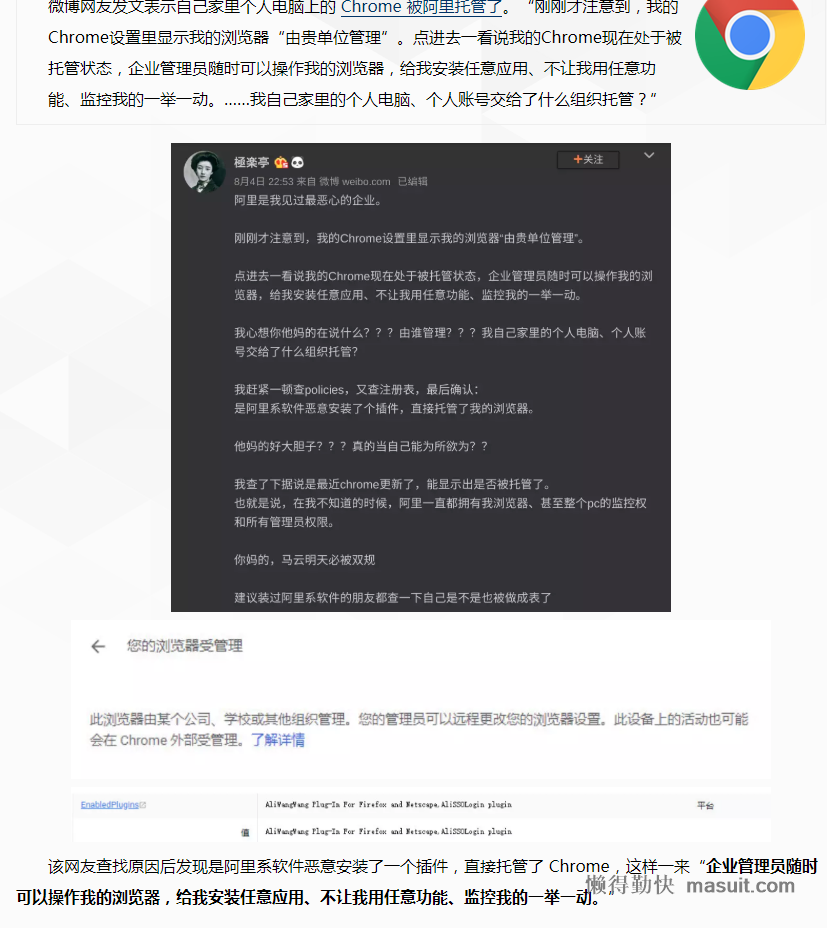 微博网友发文表示自己家里个人电脑上的 Chrome 被阿里托管了。“刚刚才注意到，我的
Chrome设置里显示我的浏览器“由贵单位管理”。点进去一看说我的Chrome现在处于被
托管状态，企业管理员随时可以操作我的浏览器，给我安装任意应用、不让我用任意功
能、监控我的一举一动。……我自己家里的个人电脑、个人账号交给了什么组织托管？”
極楽亭
+关注
8月4日 22:53 来自 微博 weibo.com 已编辑
阿里是我见过最恶心的企业。
刚刚才注意到，我的Chrome设置里显示我的浏览器“由贵单位管理”。
点进去一看说我的Chrome现在处于被托管状态，企业管理员随时可以操作我的浏
览器，给我安装任意应用、不让我用任意功能、监控我的一举一动。
我心想你他妈的在说什么？？？由谁管理？？？我自己家里的个人电脑、个人账
号交给了什么组织托管？
我赶紧一顿查policies，又查注册表，最后确认：
是阿里系软件恶意安装了个插件，直接托管了我的浏览器。
他妈的好大胆子？？？真的当自己能为所欲为？？
我查了下据说是最近chrome更新了，能显示出是否被托管了。
也就是说，在我不知道的时候，阿里一直都拥有我浏览器、甚至整个pc的监控权
和所有管理员权限。
你妈的，马云明天必被双规
建议装过阿里系软件的朋友都查一下自己是不是也被做成表了
您的浏览器受管理
此浏览器由某个公司、学校或其他组织管理。您的管理员可以远程更改您的浏览器设置。此设备上的活动也可能
会在 Chrome 外部受管理。了解详情
EnabledPlugins AliWangWang Plug-In For Firefox and Netscape,AliSSOLogin plugin 平台
值 AliWangWang Plug-In For Firefox and Netscape,AliSSOLogin plugin
该网友查找原因后发现是阿里系软件恶意安装了一个插件，直接托管了 Chrome，这样一来“企业管理员随时
可以操作我的浏览器，给我安装任意应用、不让我用任意功能、监控我的一举一动。”
懒得勤快 masuit.com